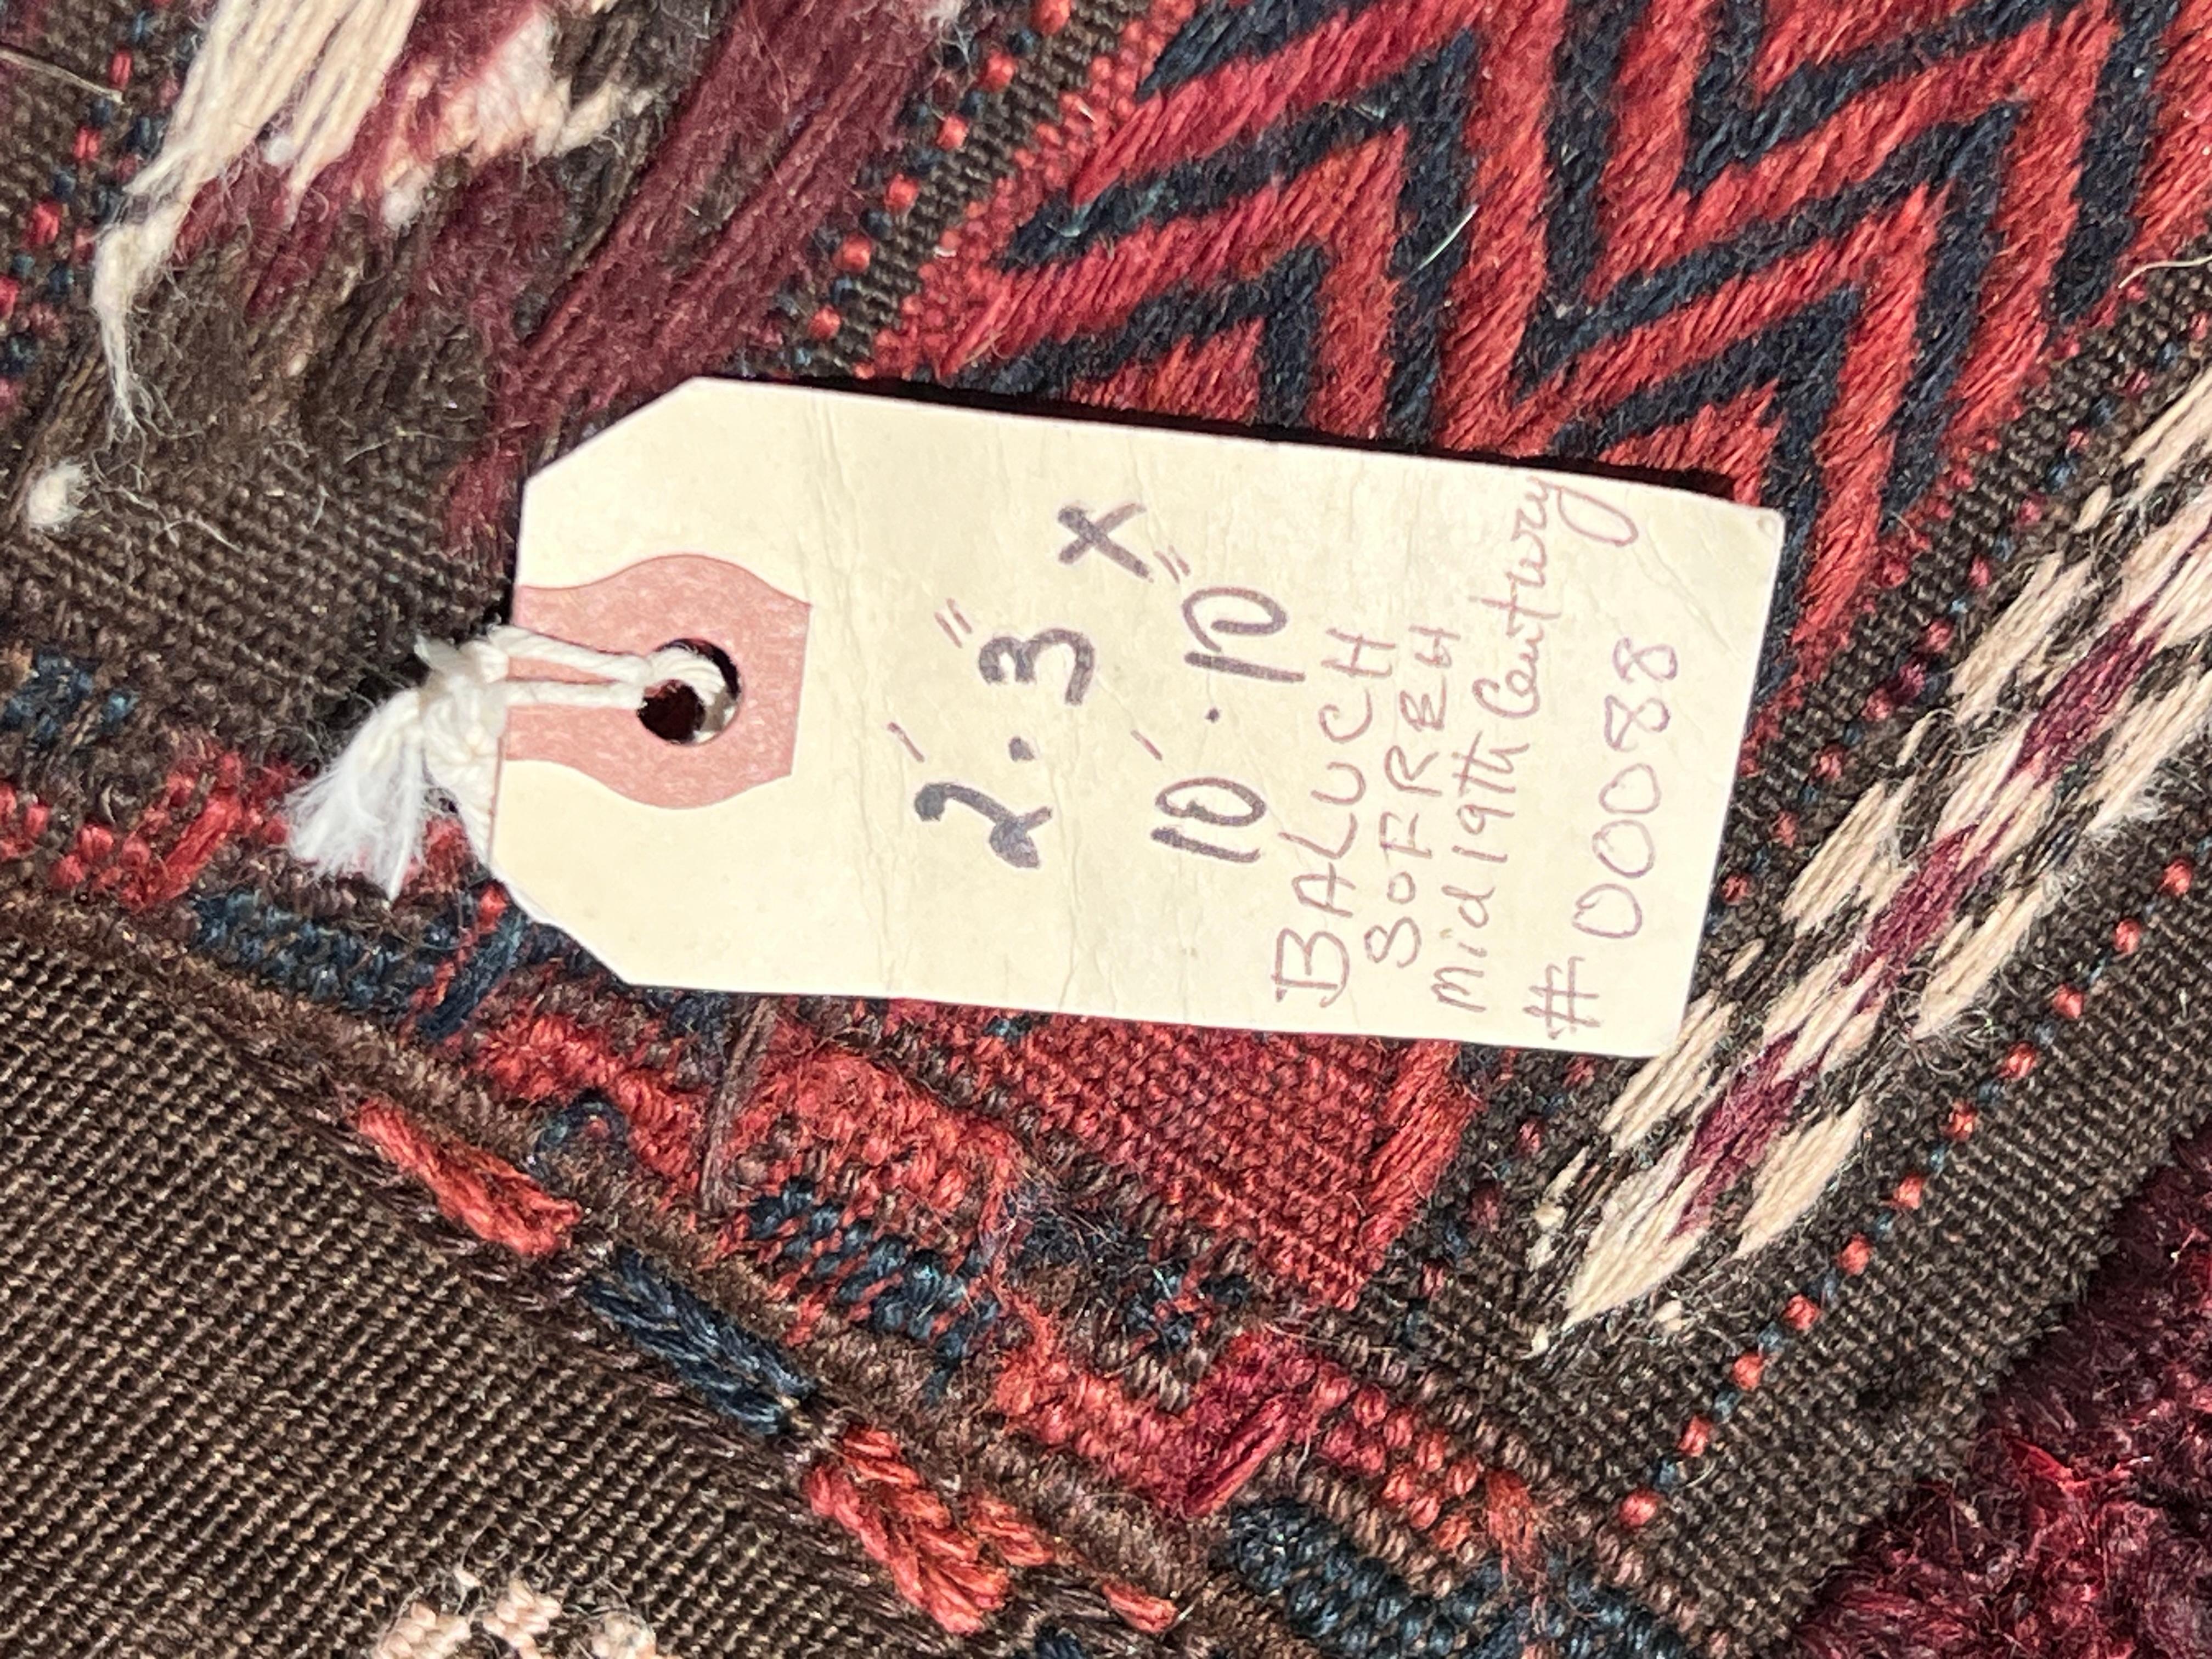 2'.3" X
10'.10"
BALUCH
SOFREH
Mid 19th Century
# 00088